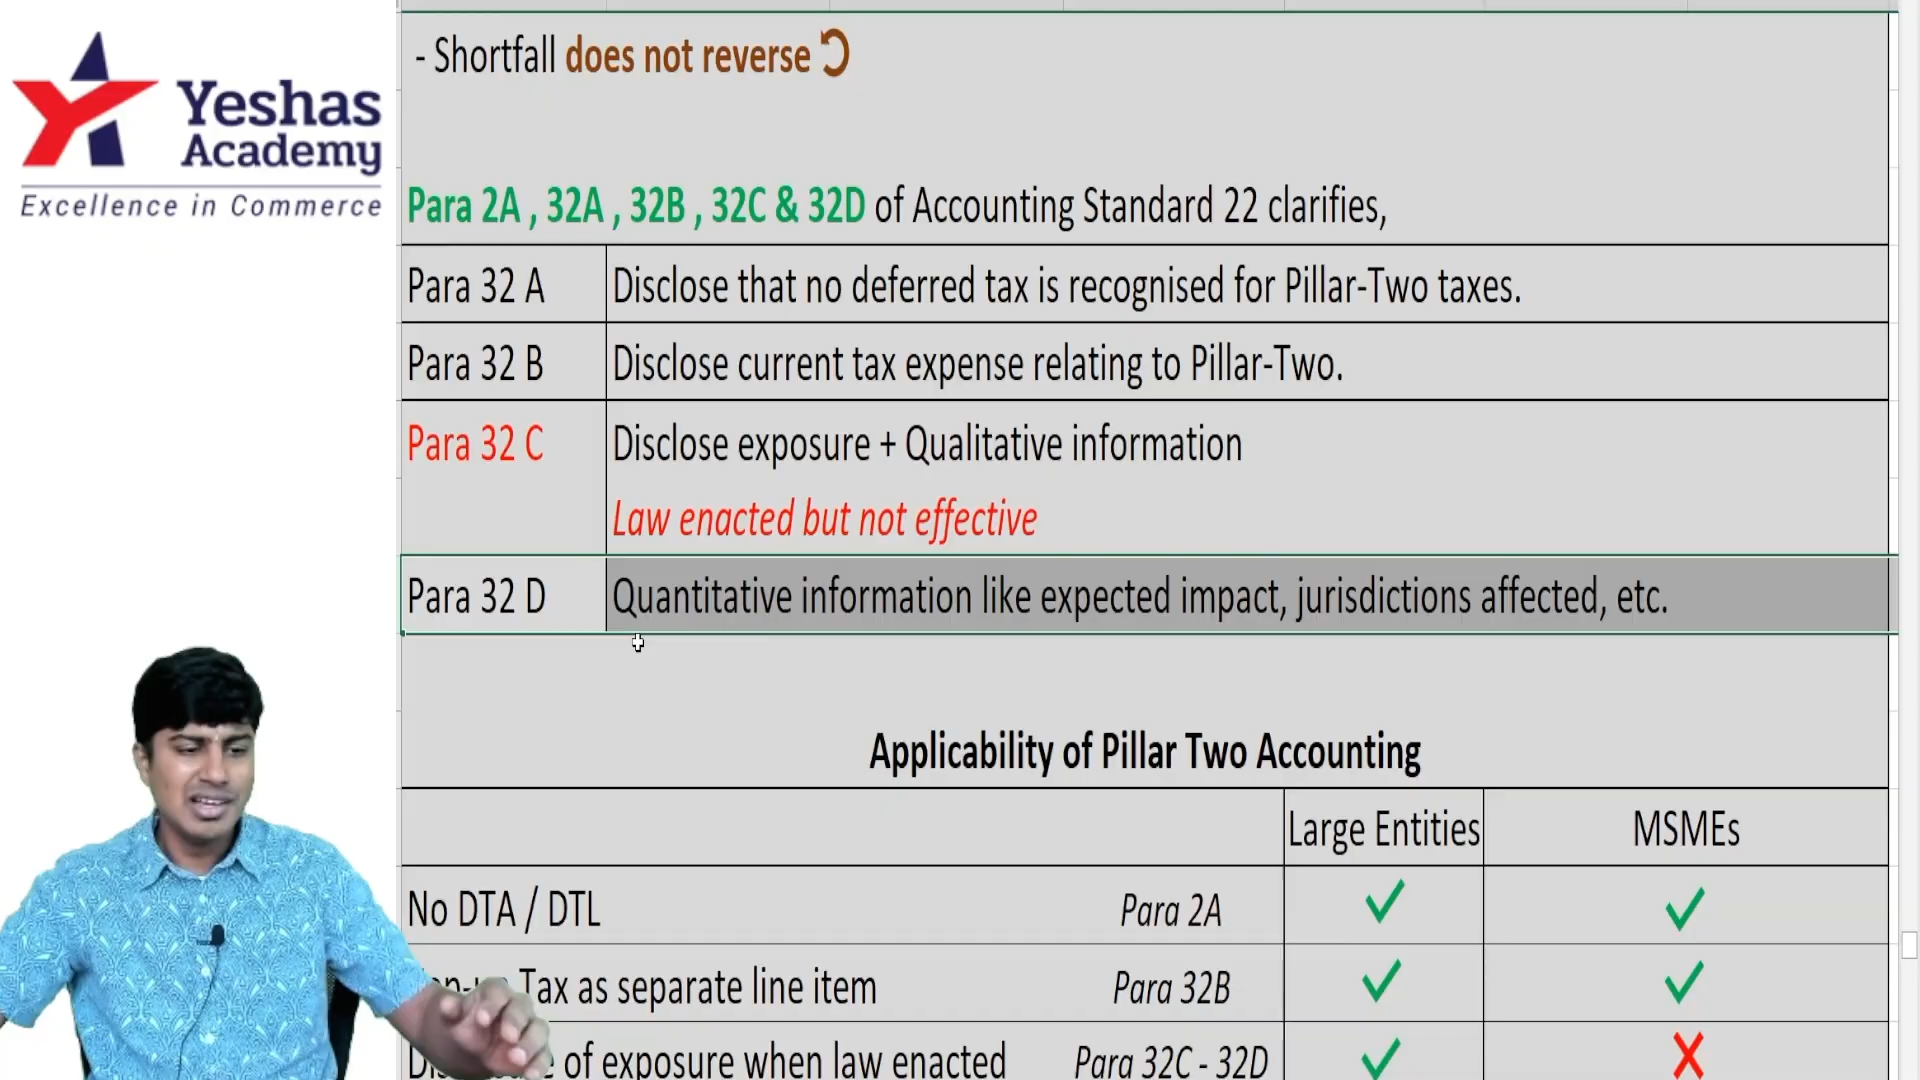 Yeshas
Academy
Excellence in Commerce
- Shortfall does not reverse
Para 2A , 32A , 32B , 32C & 32D of Accounting Standard 22 clarifies,
Para 32 A Disclose that no deferred tax is recognised for Pillar-Two taxes.
Para 32 B Disclose current tax expense relating to Pillar-Two.
Para 32 C Disclose exposure + Qualitative information
Law enacted but not effective
Para 32 D Quantitative information like expected impact, jurisdictions affected, etc.
Applicability of Pillar Two Accounting
Large Entities MSMEs
No DTA / DTL Para 2A ✓ ✓
Tax as separate line item Para 32B ✓ ✓
of exposure when law enacted Para 32C - 32D ✓ X